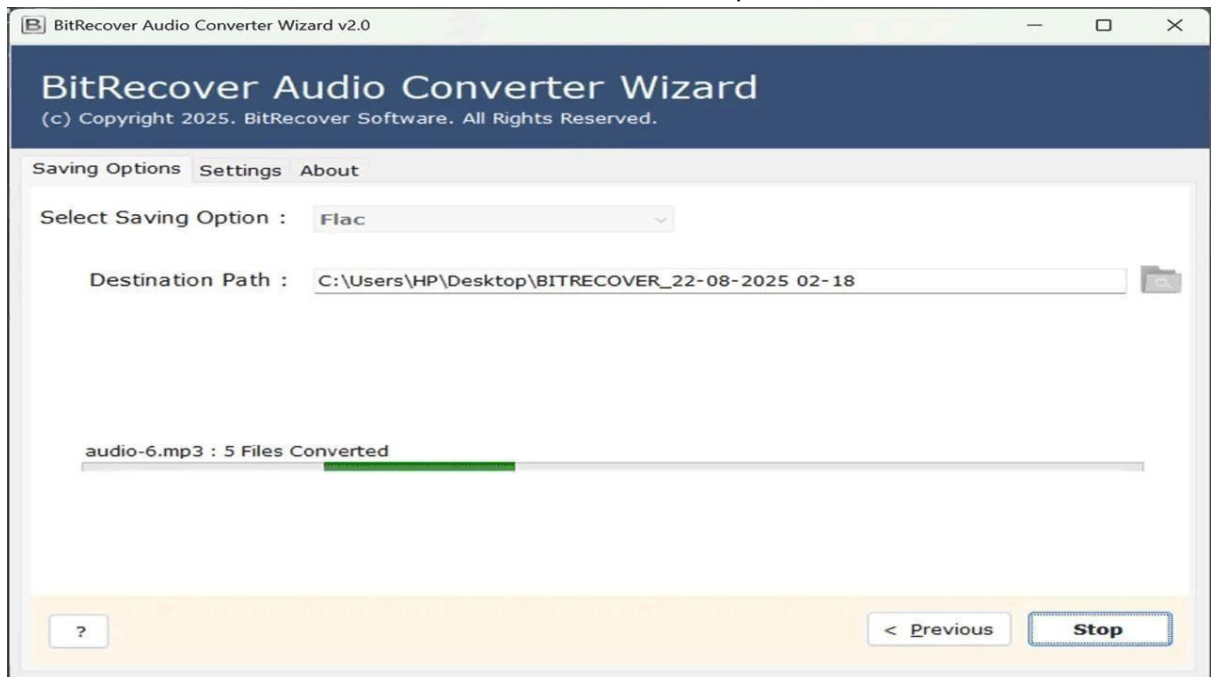 B BitRecover Audio Converter Wizard v2.0
BitRecover Audio Converter Wizard
(c) Copyright 2025. BitRecover Software. All Rights Reserved.
Saving Options Settings About
Select Saving Option : Flac
Destination Path : C:\Users\HP\Desktop\BITRECOVER_22-08-2025 02-18
audio-6.mp3 : 5 Files Converted
? < Previous Stop